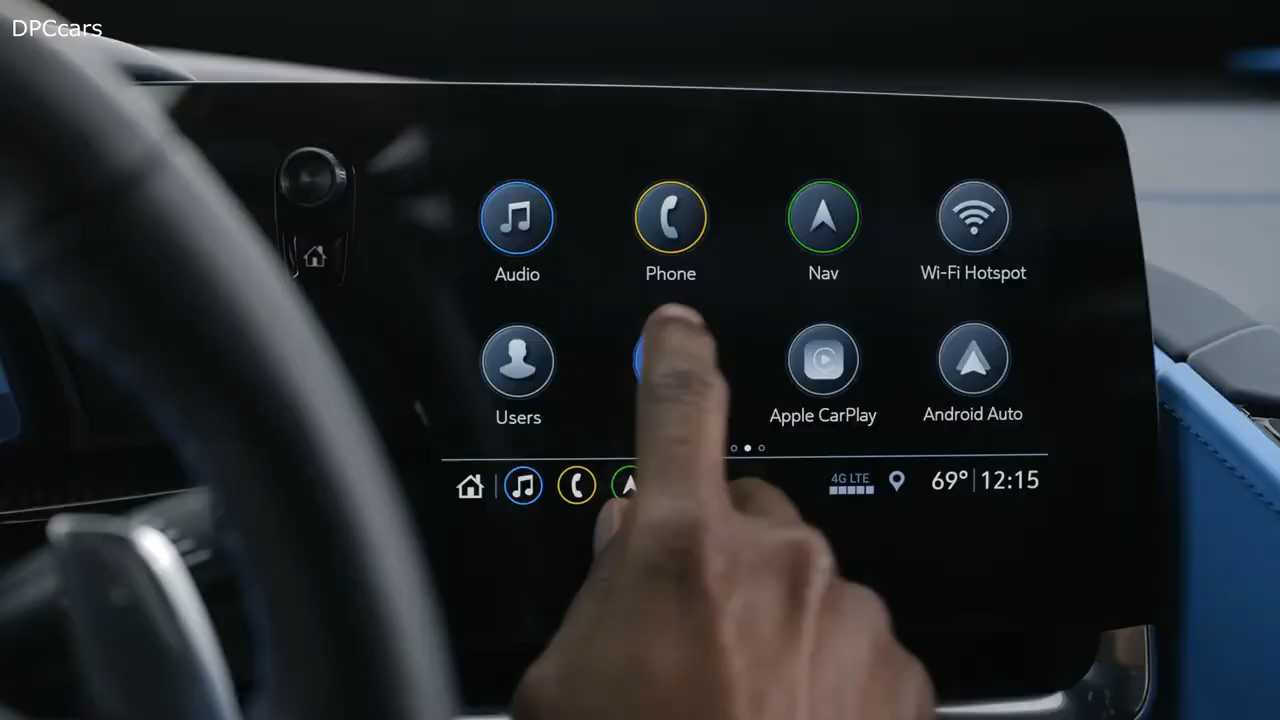 DPCcars
Audio
Phone
Nav
Wi-Fi Hotspot
Users
Apple CarPlay
Android Auto
4G LTE
69°
12:15